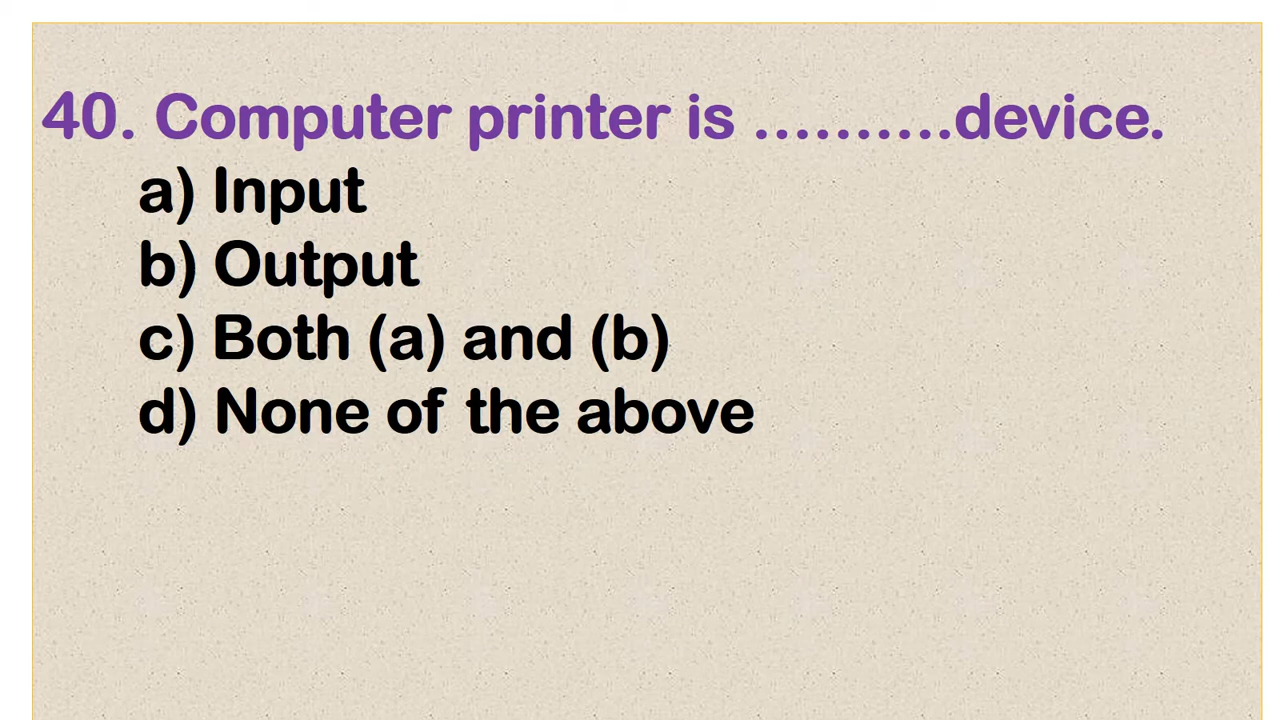 40. Computer printer is ..........device.
a) Input
b) Output
c) Both (a) and (b)
d) None of the above